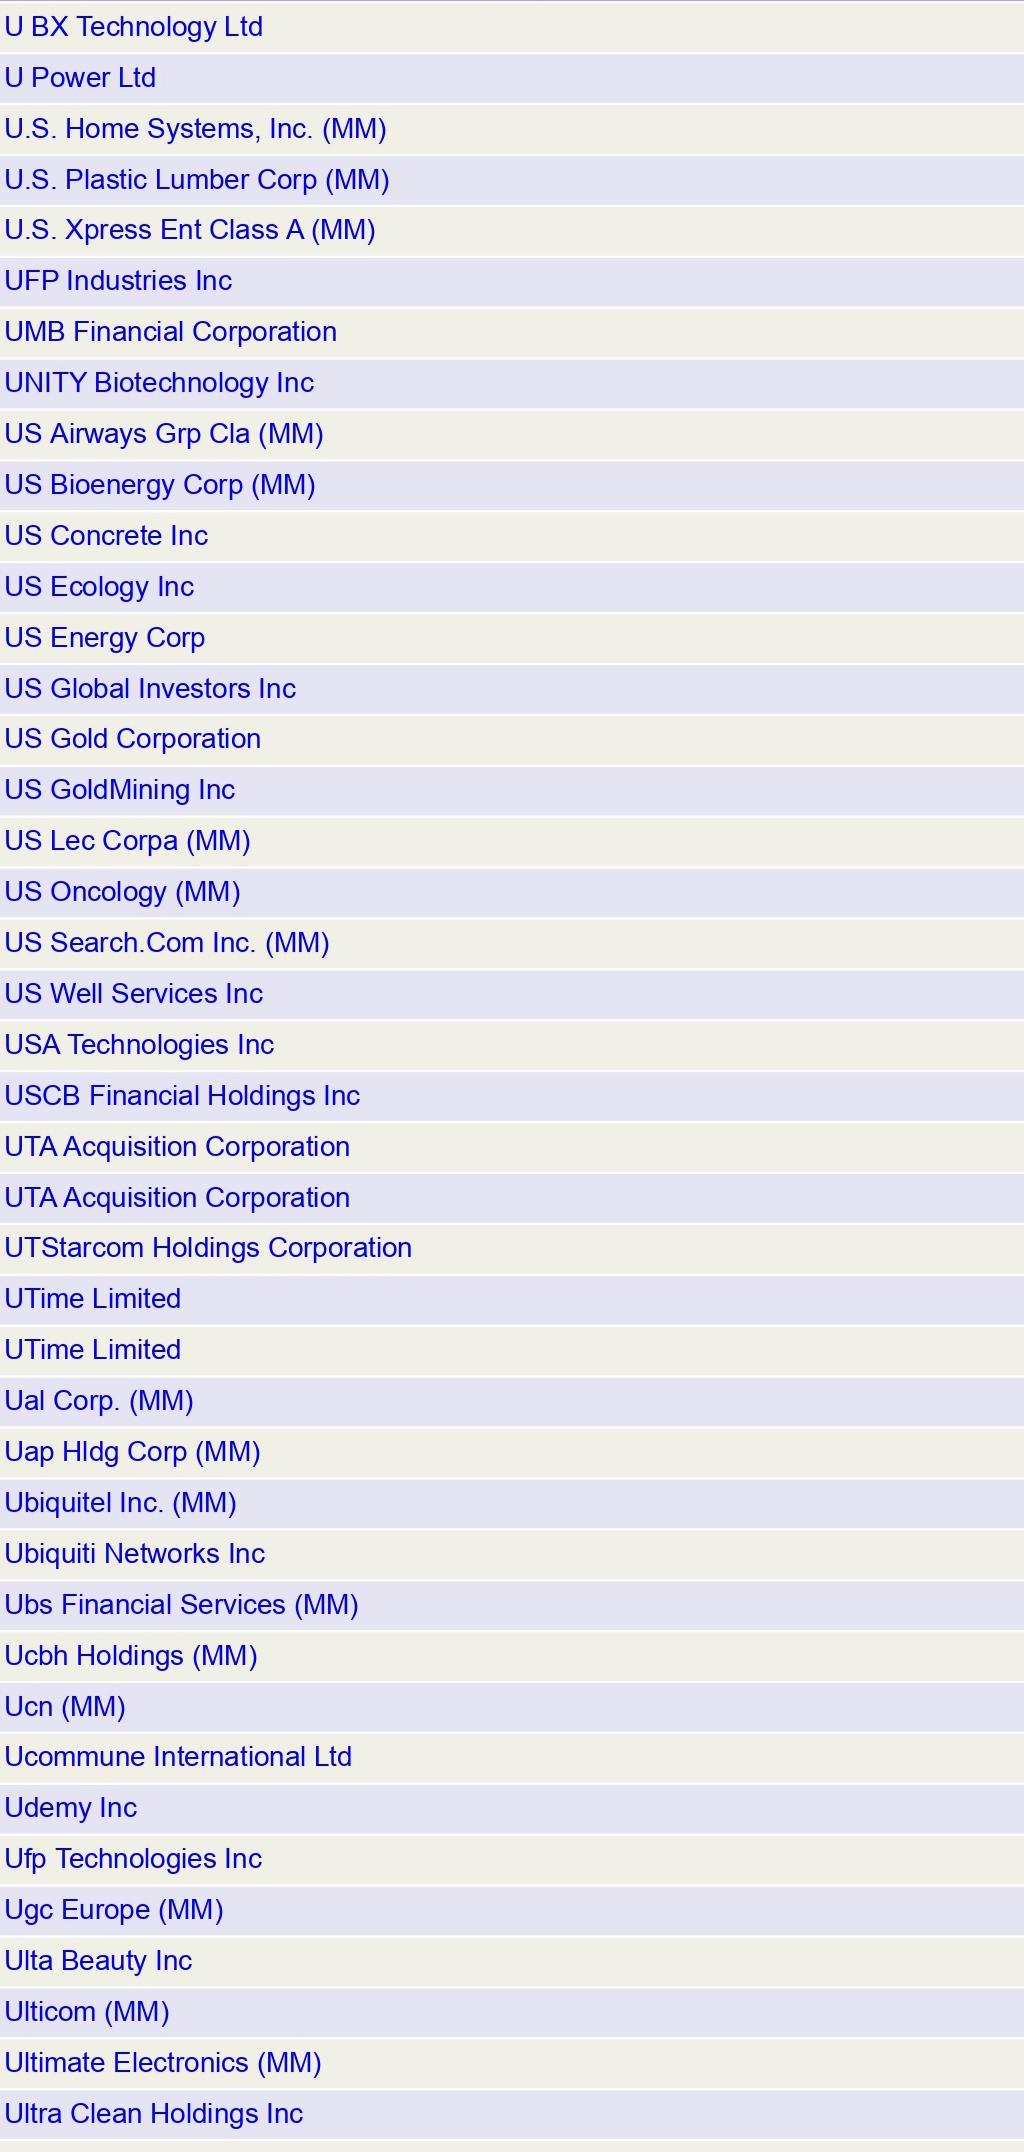 U BX Technology Ltd
U Power Ltd
U.S. Home Systems, Inc. (MM)
U.S. Plastic Lumber Corp (MM)
U.S. Xpress Ent Class A (MM)
UFP Industries Inc
UMB Financial Corporation
UNITY Biotechnology Inc
US Airways Grp Cla (MM)
US Bioenergy Corp (MM)
US Concrete Inc
US Ecology Inc
US Energy Corp
US Global Investors Inc
US Gold Corporation
US GoldMining Inc
US Lec Corpa (MM)
US Oncology (MM)
US Search.Com Inc. (MM)
US Well Services Inc
USA Technologies Inc
USCB Financial Holdings Inc
UTA Acquisition Corporation
UTA Acquisition Corporation
UTStarcom Holdings Corporation
UTime Limited
UTime Limited
Ual Corp. (MM)
Uap Hldg Corp (MM)
Ubiquitel Inc. (MM)
Ubiquiti Networks Inc
Ubs Financial Services (MM)
Ucbh Holdings (MM)
Ucn (MM)
Ucommune International Ltd
Udemy Inc
Ufp Technologies Inc
Ugc Europe (MM)
Ulta Beauty Inc
Ulticom (MM)
Ultimate Electronics (MM)
Ultra Clean Holdings Inc